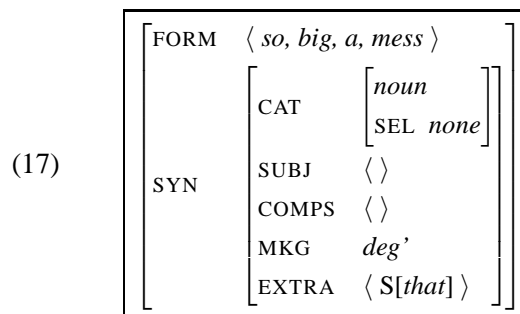 FORM ⟨ so, big, a, mess ⟩
CAT noun
SEL none
(17)
SYN
SUBJ ⟨ ⟩
COMPS ⟨ ⟩
MKG deg’
EXTRA ⟨ S[that] ⟩